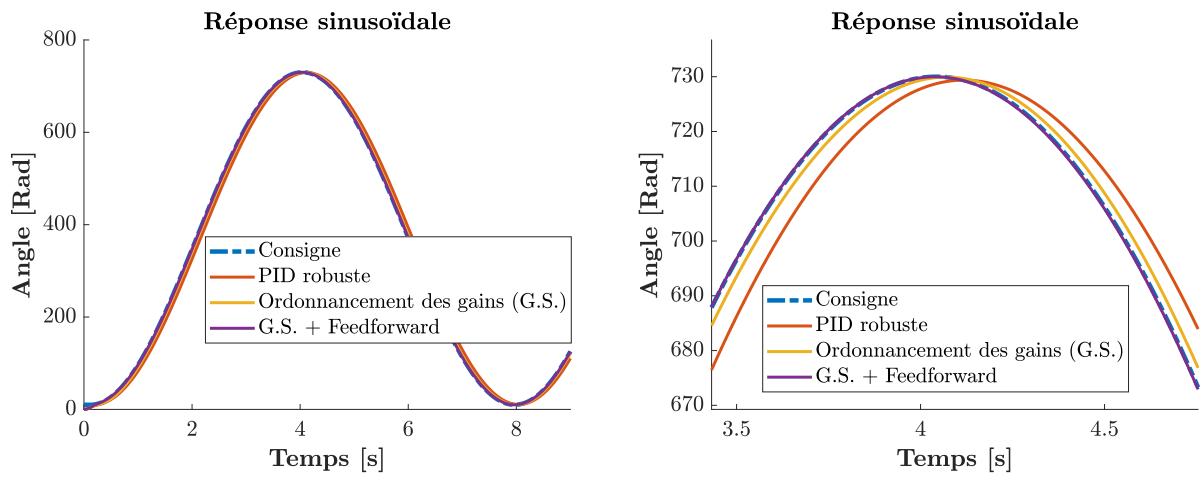 Réponse sinusoïdale
800
600
400
200
0
0 2 4 6 8
Angle [Rad]
Temps [s]
Consigne
PID robuste
Ordonnancement des gains (G.S.)
G.S. + Feedforward
Réponse sinusoïdale
730
720
710
700
690
680
670
3.5 4 4.5
Angle [Rad]
Temps [s]
Consigne
PID robuste
Ordonnancement des gains (G.S.)
G.S. + Feedforward